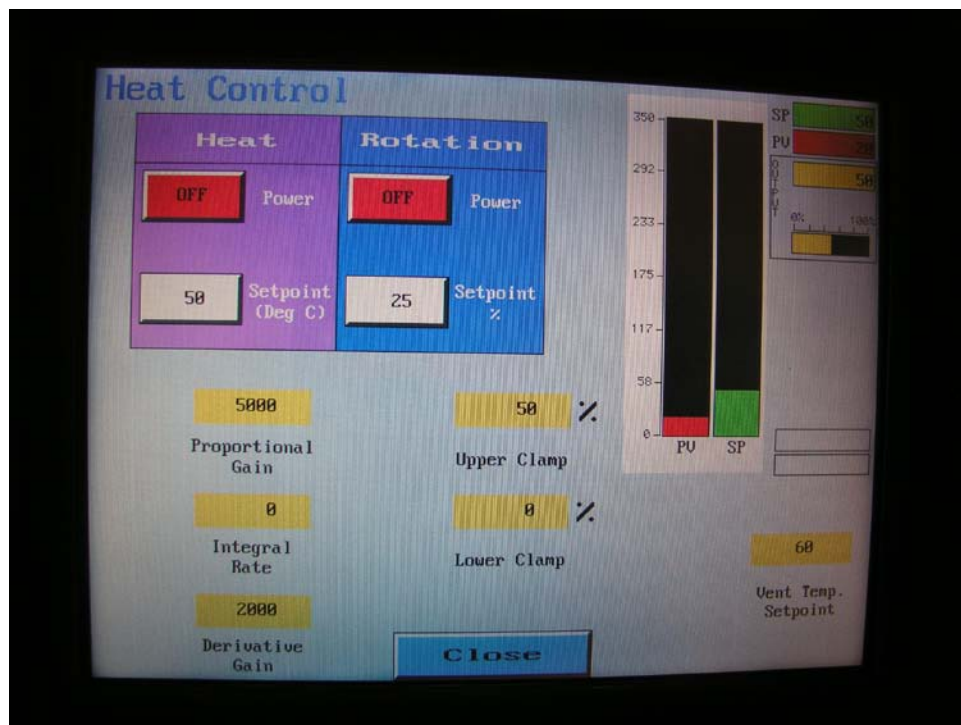 Heat Control
Heat
Rotation
OFF
Power
OFF
Power
50
Setpoint
(Deg C)
25
Setpoint
%
5000
Proportional
Gain
0
Integral
Rate
2000
Derivative
Gain
50 %
Upper Clamp
0 %
Lower Clamp
Close
350
292
233
175
117
58
0
PV
SP
SP
50
PV
20
OUTPUT
50
0%
100%
60
Vent Temp.
Setpoint